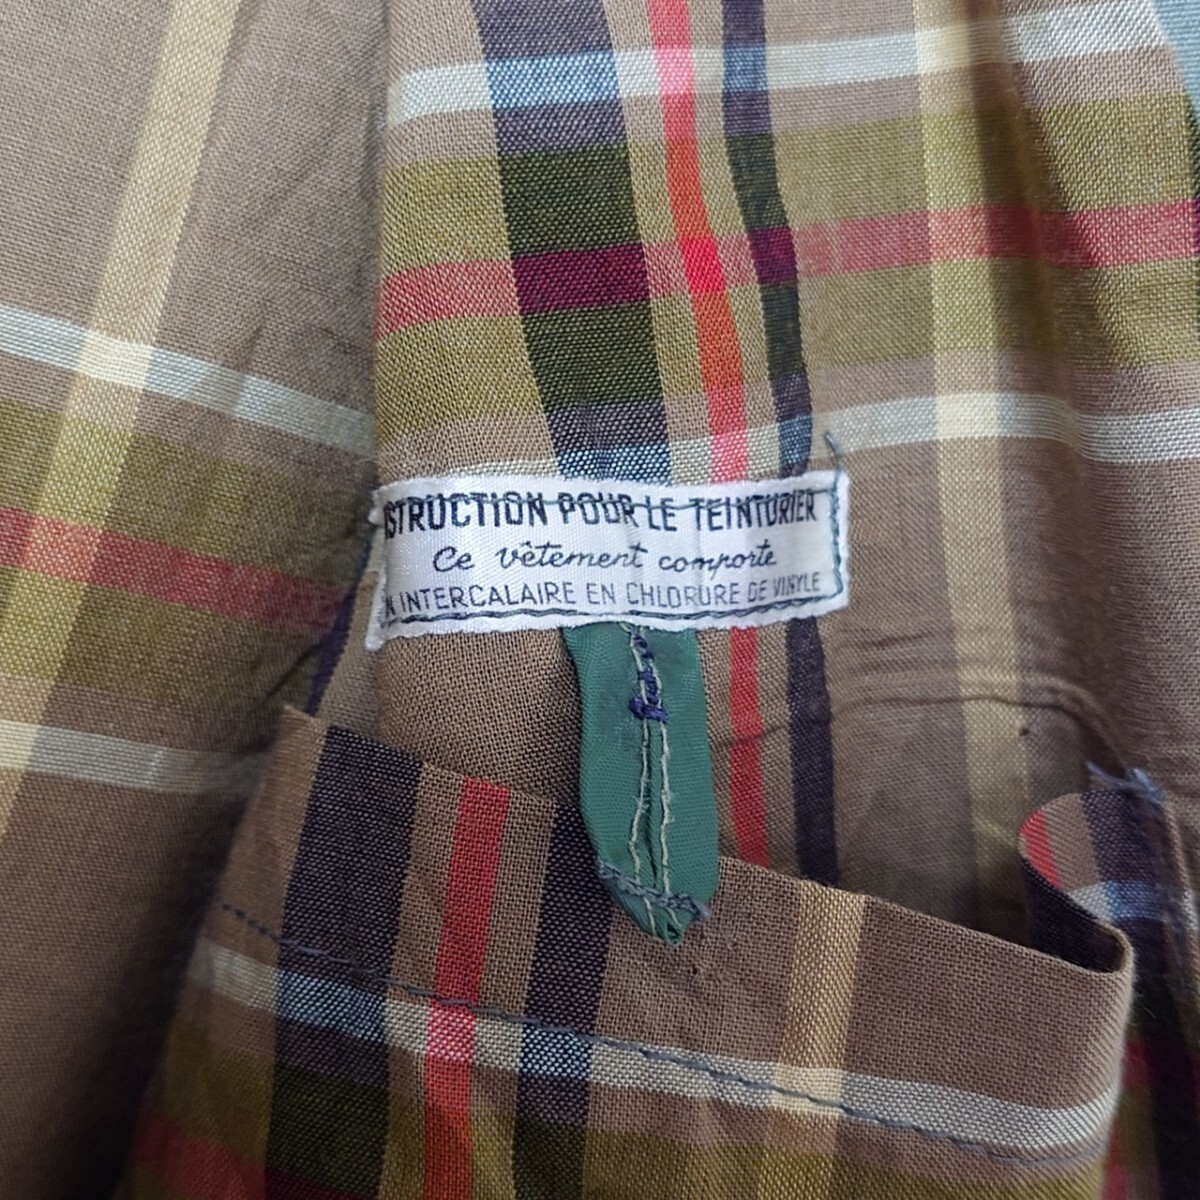 STRUCTION POUR LE TEINTURIER
Ce vêtement comporte
N INTERCALAIRE EN CHLORURE DE VINYLE